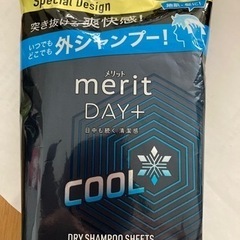 Special Design
突き抜ける爽快感!
いつでも
どこでも
外シャンプー!
メリット
merit
DAY+
日中も続く清潔感
COOL
DRY SHAMPOO SHEETS